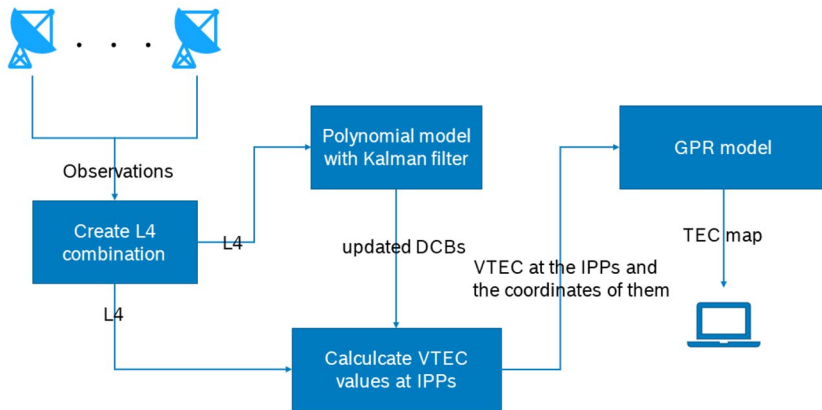 . . .
Observations
Create L4
combination
L4
L4
Polynomial model
with Kalman filter
updated DCBs
Calculcate VTEC
values at IPPs
VTEC at the IPPs and
the coordinates of them
GPR model
TEC map